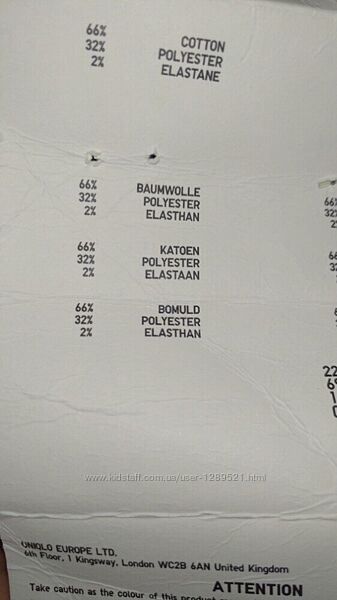 66% COTTON
32% POLYESTER
2% ELASTANE
66% BAUMWOLLE
32% POLYESTER
2% ELASTHAN
66% KATOEN
32% POLYESTER
2% ELASTAAN
66% BOMULD
32% POLYESTER
2% ELASTHAN
www.kidstaff.com.ua/user-1289521.html
UNIQLO EUROPE LTD.
6th Floor, 1 Kingsway, London WC2B 6AN United Kingdom
ATTENTION
Take caution as the colour of this product